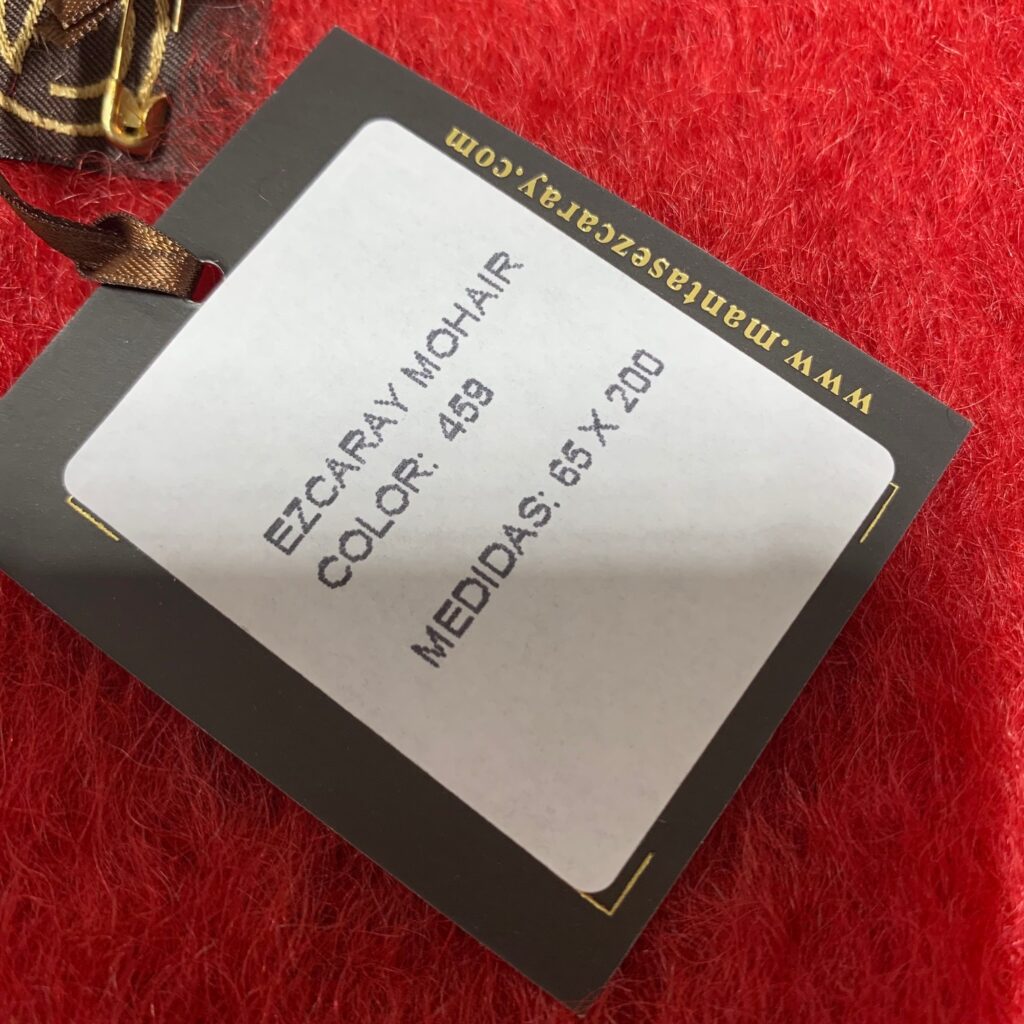 EZCARAY MOHAIR
COLOR: 459
MEDIDAS: 65 X 200
www.mantasezcaray.com